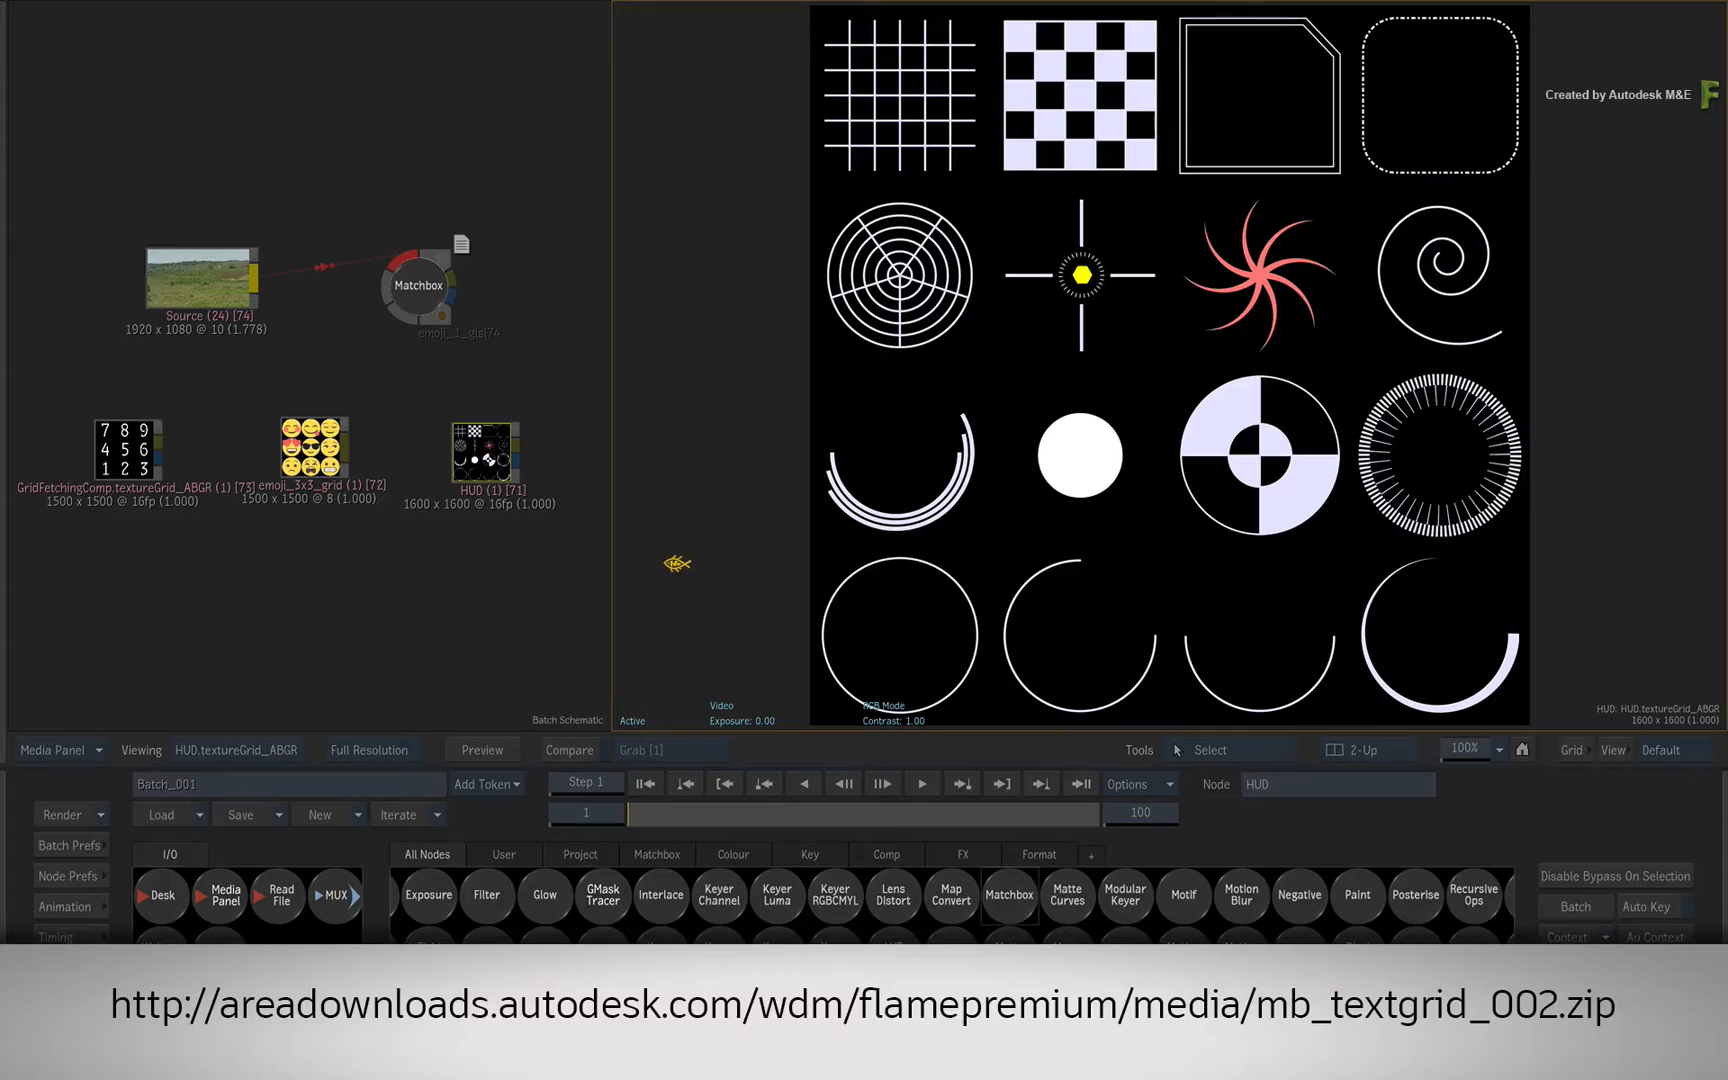 Created by Autodesk M&E
Matchbox
emoji_1_glsl74
Source (24) [74]
1920 x 1080 @ 10 (1.778)
7 8 9
4 5 6
1 2 3
GridFetchingComp.textureGrid_ABGR (1) [73]
1500 x 1500 @ 16fp (1.000)
emoji_3x3_grid (1) [72]
1500 x 1500 @ 8 (1.000)
HUD (1) [71]
1600 x 1600 @ 16fp (1.000)
Batch Schematic
Active
Video
Exposure: 0.00
RGB Mode
Contrast: 1.00
HUD: HUD.textureGrid_ABGR
1600 x 1600 (1.000)
Media Panel Viewing HUD.textureGrid_ABGR Full Resolution Preview Compare Grab [1] Tools Select 2-Up 100% Grid View Default
Batch_001 Add Token Step 1 Options Node HUD
Render Load Save New Iterate 1 100
Batch Prefs
I/O All Nodes User Project Matchbox Colour Key Comp FX Format +
Node Prefs Disable Bypass On Selection
Desk Media Panel Read File MUX Exposure Filter Glow GMask Tracer Interlace Keyer Channel Keyer Luma Keyer RGBCMYL Lens Distort Map Convert Matchbox Matte Curves Modular Keyer Motif Motion Blur Negative Paint Posterise Recursive Ops
Animation Batch Auto Key
Timing Context Au Context
http://areadownloads.autodesk.com/wdm/flamepremium/media/mb_textgrid_002.zip